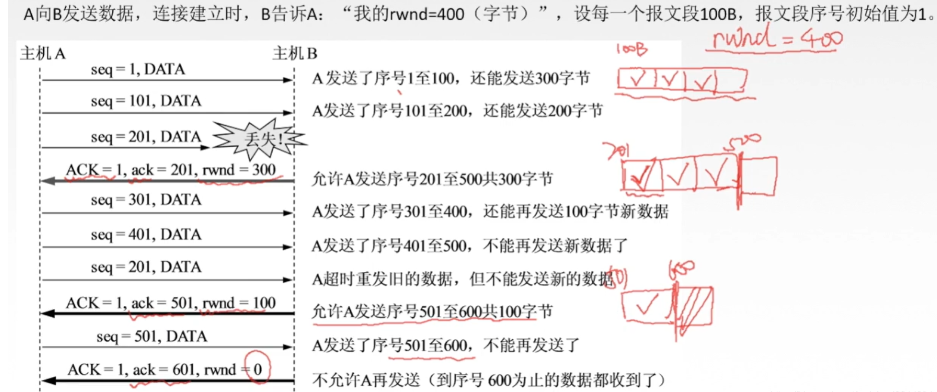 A向B发送数据，连接建立时，B告诉A：“我的rwnd=400（字节）”，设每一个报文段100B，报文段序号初始值为1。
rwnd=400
主机A 主机B 100B
seq = 1, DATA A发送了序号1至100，还能发送300字节
seq = 101, DATA A发送了序号101至200，还能发送200字节
seq = 201, DATA 丢失!
201 500
ACK = 1, ack = 201, rwnd = 300 允许A发送序号201至500共300字节
seq = 301, DATA A发送了序号301至400，还能再发送100字节新数据
seq = 401, DATA A发送了序号401至500，不能再发送新数据了
seq = 201, DATA A超时重发旧的数据，但不能发送新的数据
501 600
ACK = 1, ack = 501, rwnd = 100 允许A发送序号501至600共100字节
seq = 501, DATA A发送了序号501至600，不能再发送了
ACK = 1, ack = 601, rwnd = 0 不允许A再发送（到序号600为止的数据都收到了）